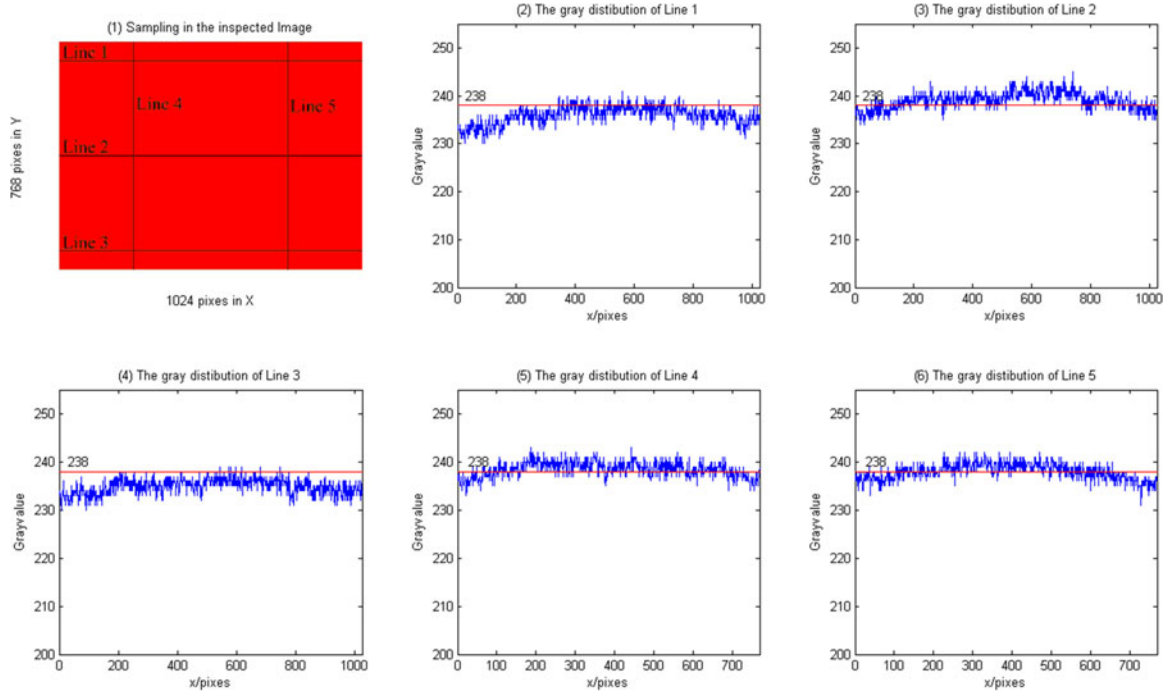 (1) Sampling in the inspected Image
Line 1
Line 4
Line 5
Line 2
Line 3
768 pixes in Y
1024 pixes in X
(2) The gray distibution of Line 1
250
240
230
220
210
200
238
Grayvalue
0 200 400 600 800 1000
x/pixes
(3) The gray distibution of Line 2
250
240
230
220
210
200
238
Grayvalue
0 200 400 600 800 1000
x/pixes
(4) The gray distibution of Line 3
250
240
230
220
210
200
238
Grayvalue
0 200 400 600 800 1000
x/pixes
(5) The gray distibution of Line 4
250
240
230
220
210
200
238
Grayvalue
0 100 200 300 400 500 600 700
x/pixes
(6) The gray distibution of Line 5
250
240
230
220
210
200
238
Grayvalue
0 100 200 300 400 500 600 700
x/pixes